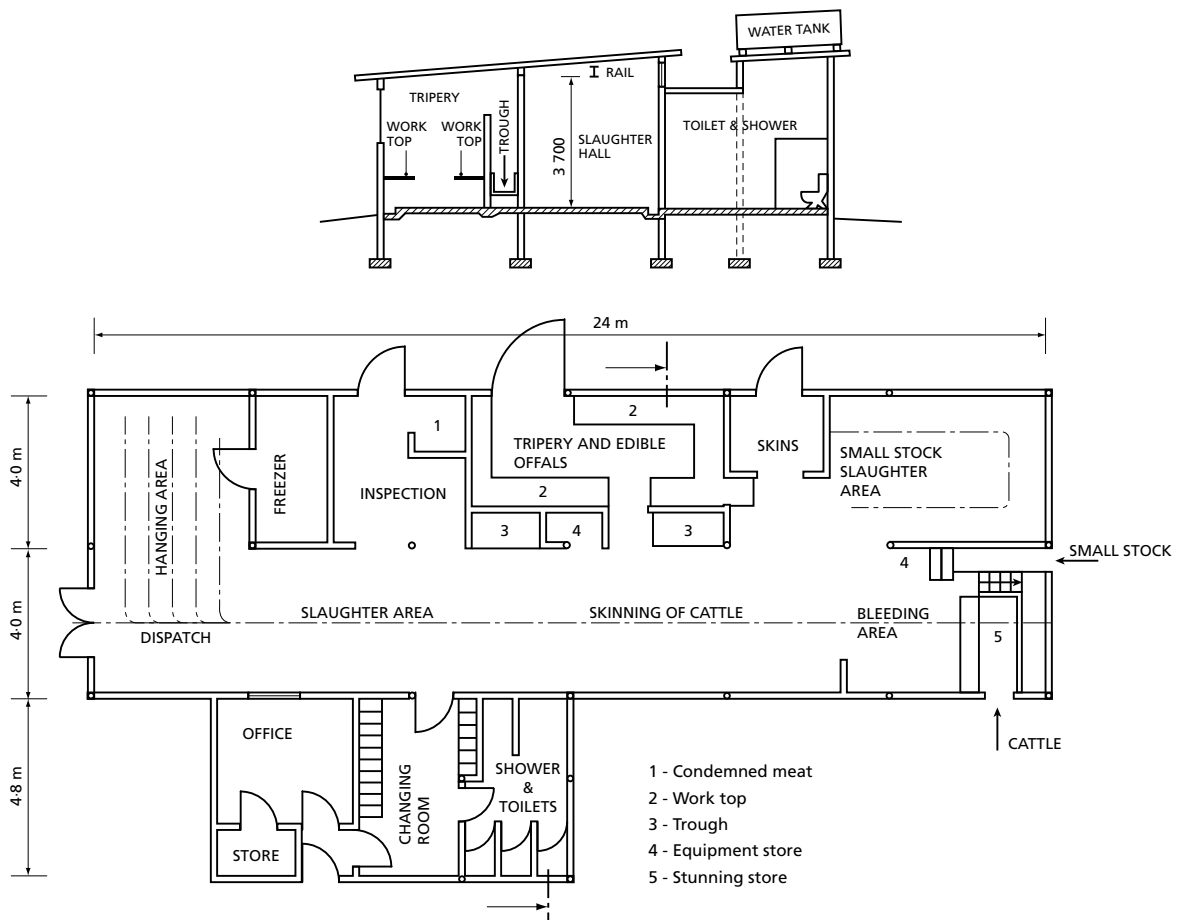 WATER TANK
RAIL
TRIPERY
TROUGH
WORK
TOP
WORK
TOP
TOILET & SHOWER
SLAUGHTER
HALL
3 700
24 m
4·0 m
4·0 m
4·8 m
HANGING AREA
FREEZER
INSPECTION
1
2
TRIPERY AND EDIBLE
OFFALS
2
3
4
3
SKINS
SMALL STOCK
SLAUGHTER
AREA
4
SMALL STOCK
DISPATCH
SLAUGHTER AREA
SKINNING OF CATTLE
BLEEDING
AREA
5
CATTLE
OFFICE
STORE
CHANGING
ROOM
SHOWER
&
TOILETS
1 - Condemned meat
2 - Work top
3 - Trough
4 - Equipment store
5 - Stunning store